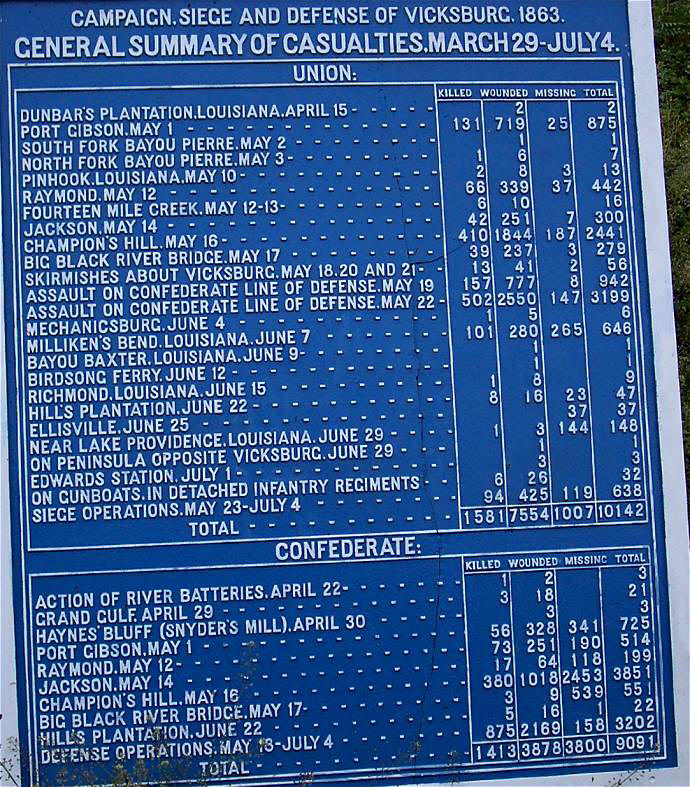 CAMPAIGN, SIEGE AND DEFENSE OF VICKSBURG, 1863.
GENERAL SUMMARY OF CASUALTIES, MARCH 29-JULY 4.
UNION:
KILLED WOUNDED MISSING TOTAL
DUNBAR'S PLANTATION, LOUISIANA, APRIL 15 - 2 2
PORT GIBSON, MAY 1 - 131 719 25 875
SOUTH FORK BAYOU PIERRE, MAY 2 - 1 1
NORTH FORK BAYOU PIERRE, MAY 3 - 1 6 7
PINHOOK, LOUISIANA, MAY 10 - 2 8 3 13
RAYMOND, MAY 12 - 66 339 37 442
FOURTEEN MILE CREEK, MAY 12-13 - 6 10 16
JACKSON, MAY 14 - 42 251 7 300
CHAMPION'S HILL, MAY 16 - 410 1844 187 2441
BIG BLACK RIVER BRIDGE, MAY 17 - 39 237 3 279
SKIRMISHES ABOUT VICKSBURG, MAY 18, 20 AND 21 - 13 41 2 56
ASSAULT ON CONFEDERATE LINE OF DEFENSE, MAY 19 157 777 8 942
ASSAULT ON CONFEDERATE LINE OF DEFENSE, MAY 22 - 502 2550 147 3199
MECHANICSBURG, JUNE 4 - 1 5 6
MILLIKEN'S BEND, LOUISIANA, JUNE 7 - 101 280 265 646
BAYOU BAXTER, LOUISIANA, JUNE 9 - 1 1
BIRDSONG FERRY, JUNE 12 - 1 1
RICHMOND, LOUISIANA, JUNE 15 - 1 8 9
HILL'S PLANTATION, JUNE 22 - 8 16 23 47
ELLISVILLE, JUNE 25 - 37 37
NEAR LAKE PROVIDENCE, LOUISIANA, JUNE 29 - 1 3 144 148
ON PENINSULA OPPOSITE VICKSBURG, JUNE 29 - 1 1
EDWARDS STATION, JULY 1 - 3 3
ON GUNBOATS, IN DETACHED INFANTRY REGIMENTS 6 26 32
SIEGE OPERATIONS, MAY 23-JULY 4 - 94 425 119 638
TOTAL - 1581 7554 1007 10142
CONFEDERATE:
KILLED WOUNDED MISSING TOTAL
ACTION OF RIVER BATTERIES, APRIL 22 - 1 2 3
GRAND GULF, APRIL 29 - 3 18 21
HAYNES' BLUFF (SNYDER'S MILL), APRIL 30 - 3 3
PORT GIBSON, MAY 1 - 56 328 341 725
RAYMOND, MAY 12 - 73 251 190 514
JACKSON, MAY 14 - 17 64 118 199
CHAMPION'S HILL, MAY 16 - 380 1018 2453 3851
BIG BLACK RIVER BRIDGE, MAY 17 - 3 9 539 551
HILL'S PLANTATION, JUNE 22 - 5 16 1 22
DEFENSE OPERATIONS, MAY 18-JULY 4 - 875 2169 158 3202
TOTAL - 1413 3878 3800 9091